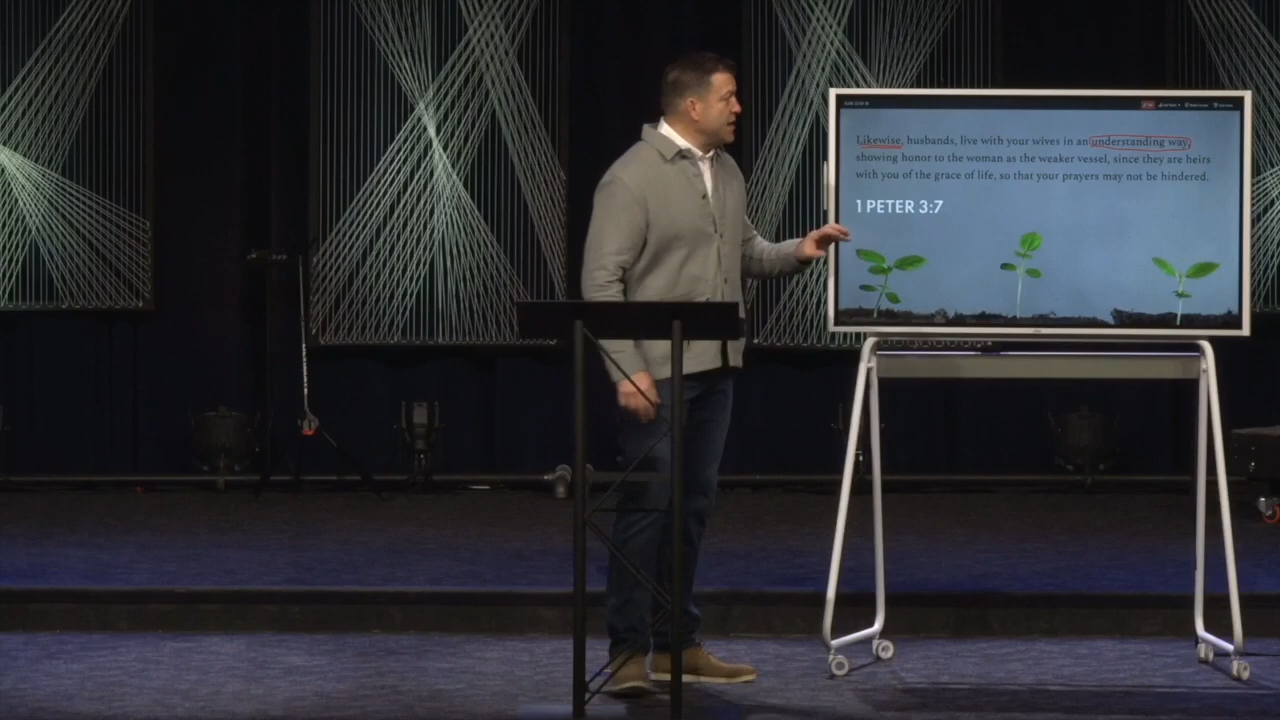 Likewise, husbands, live with your wives in an understanding way,
showing honor to the woman as the weaker vessel, since they are heirs
with you of the grace of life, so that your prayers may not be hindered.
1 PETER 3:7